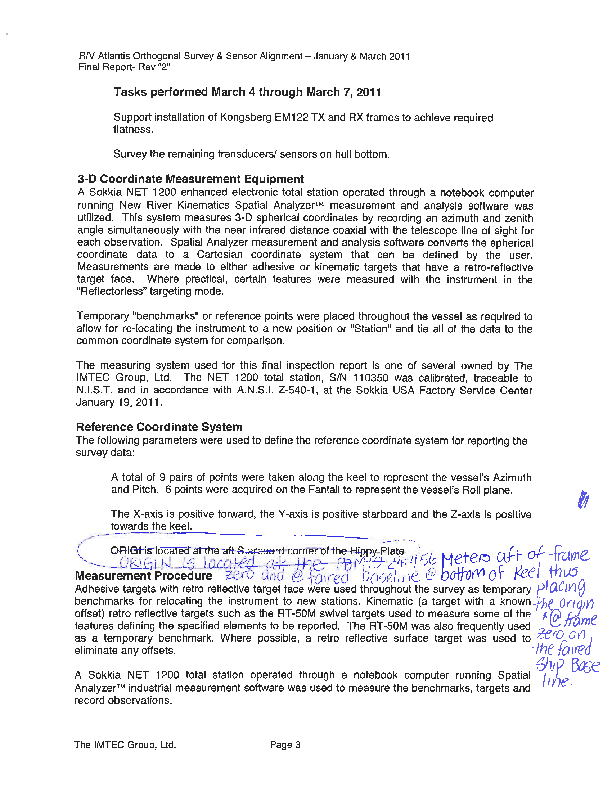 R/V Atlantis Orthogonal Survey & Sensor Alignment – January & March 2011
Final Report- Rev "2"
Tasks performed March 4 through March 7, 2011
Support installation of Kongsberg EM122 TX and RX frames to achieve required
flatness.
Survey the remaining transducers/ sensors on hull bottom.
3-D Coordinate Measurement Equipment
A Sokkia NET 1200 enhanced electronic total station operated through a notebook computer
running New River Kinematics Spatial Analyzer™ measurement and analysis software was
utilized. This system measures 3-D spherical coordinates by recording an azimuth and zenith
angle simultaneously with the near infrared distance coaxial with the telescope line of sight for
each observation. Spatial Analyzer measurement and analysis software converts the spherical
coordinate data to a Cartesian coordinate system that can be defined by the user.
Measurements are made to either adhesive or kinematic targets that have a retro-reflective
target face. Where practical, certain features were measured with the instrument in the
"Reflectorless" targeting mode.
Temporary "benchmarks" or reference points were placed throughout the vessel as required to
allow for re-locating the instrument to a new position or "Station" and tie all of the data to the
common coordinate system for comparison.
The measuring system used for this final inspection report is one of several owned by The
IMTEC Group, Ltd. The NET 1200 total station, S/N 110350 was calibrated, traceable to
N.I.S.T. and in accordance with A.N.S.I. Z-540-1, at the Sokkia USA Factory Service Center
January 19, 2011.
Reference Coordinate System
The following parameters were used to define the reference coordinate system for reporting the
survey data:
A total of 9 pairs of points were taken along the keel to represent the vessel's Azimuth
and Pitch. 6 points were acquired on the Fantail to represent the vessel's Roll plane.
The X-axis is positive forward, the Y-axis is positive starboard and the Z-axis is positive
towards the keel.
ORIGIN is located at the aft Starboard corner of the Hippy Plate
ORIGIN is located at the Meters aft of frame
zero and @ faired baseline @ bottom of keel thus
placing
the origin
*@ frame
zero on
the faired
Ship Base
line.
Measurement Procedure
Adhesive targets with retro reflective target face were used throughout the survey as temporary
benchmarks for relocating the instrument to new stations. Kinematic (a target with a known
offset) retro reflective targets such as the RT-50M swivel targets used to measure some of the
features defining the specified elements to be reported. The RT-50M was also frequently used
as a temporary benchmark. Where possible, a retro reflective surface target was used to
eliminate any offsets.
A Sokkia NET 1200 total station operated through a notebook computer running Spatial
Analyzer™ industrial measurement software was used to measure the benchmarks, targets and
record observations.
The IMTEC Group, Ltd. Page 3